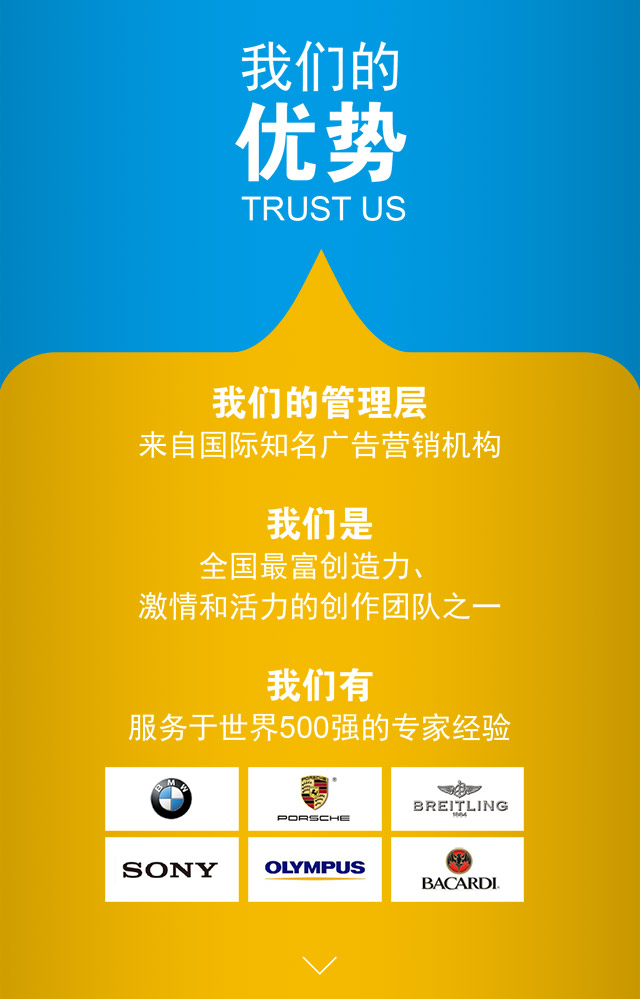 我们的
优势
TRUST US
我们的管理层
来自国际知名广告营销机构
我们是
全国最富创造力、
激情和活力的创作团队之一
我们有
服务于世界500强的专家经验
BMW
PORSCHE
PORSCHE
BREITLING
1884
SONY
OLYMPUS
BACARDI